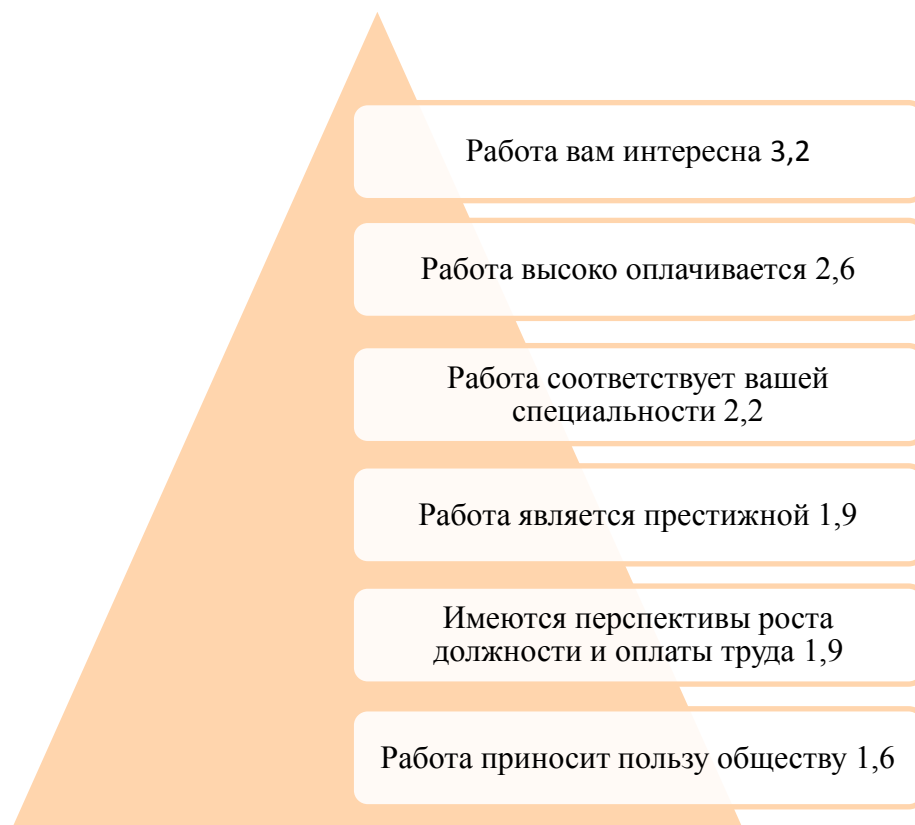 Работа вам интересна 3,2
Работа высоко оплачивается 2,6
Работа соответствует вашей
специальности 2,2
Работа является престижной 1,9
Имеются перспективы роста
должности и оплаты труда 1,9
Работа приносит пользу обществу 1,6